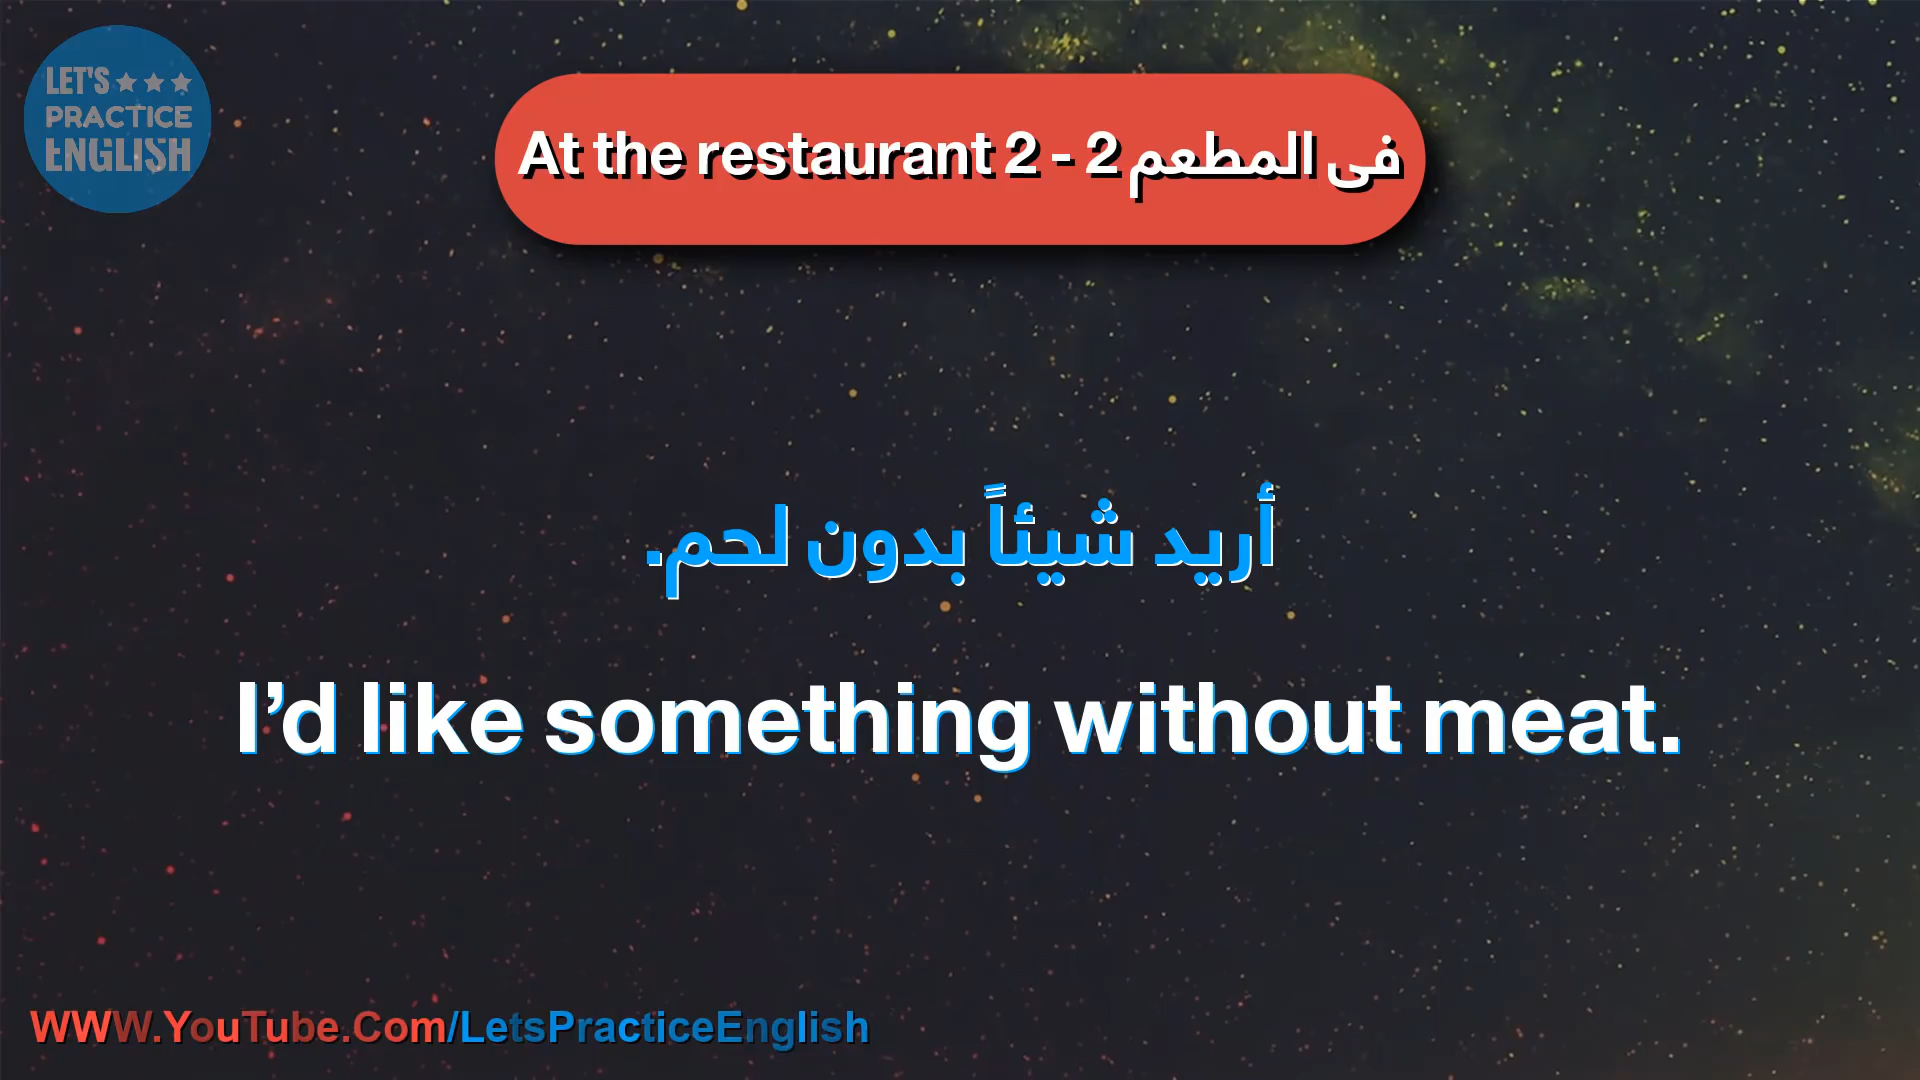 LET'S
PRACTICE
ENGLISH
At the restaurant 2 - 2 فى المطعم
أريد شيئاً بدون لحم.
I’d like something without meat.
WWW.YouTube.Com/LetsPracticeEnglish